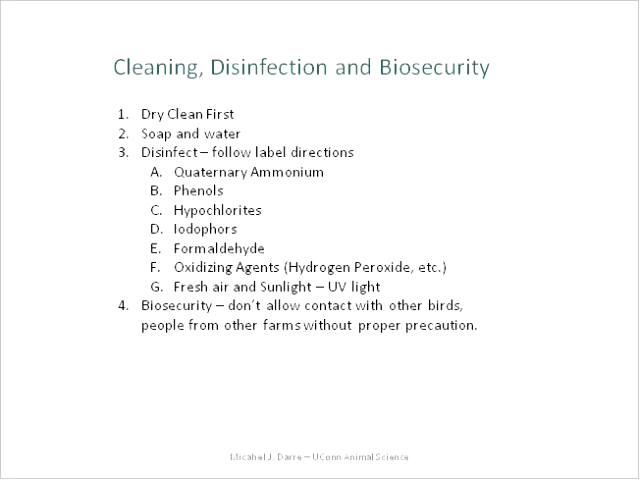 Cleaning, Disinfection and Biosecurity
1. Dry Clean First
2. Soap and water
3. Disinfect – follow label directions
A. Quaternary Ammonium
B. Phenols
C. Hypochlorites
D. Iodophors
E. Formaldehyde
F. Oxidizing Agents (Hydrogen Peroxide, etc.)
G. Fresh air and Sunlight – UV light
4. Biosecurity – don't allow contact with other birds,
people from other farms without proper precaution.
Micahel J. Darre – UConn Animal Science